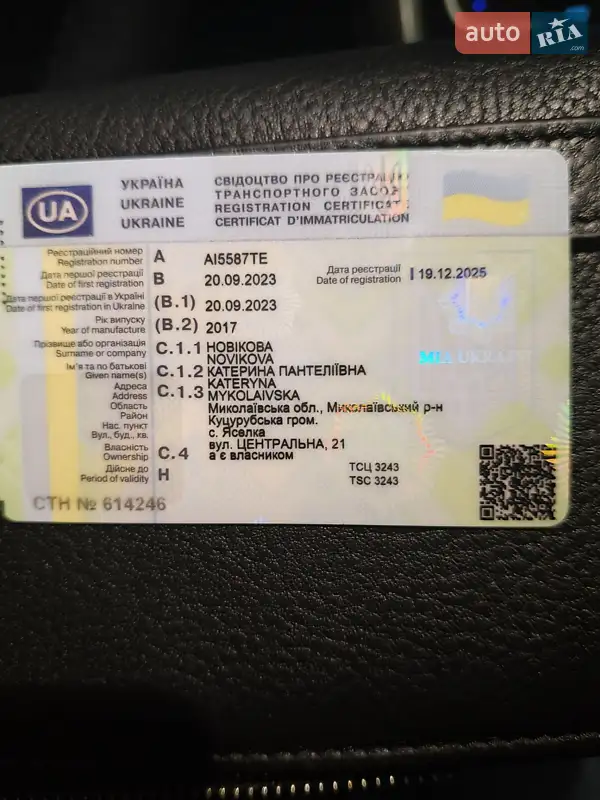 auto RIA .com
УКРАЇНА
UKRAINE
UKRAINE
СВІДОЦТВО ПРО РЕЄСТРАЦІЮ
ТРАНСПОРТНОГО ЗАСОБУ
REGISTRATION CERTIFICATE
CERTIFICAT D'IMMATRICULATION
UA
Реєстраційний номер A AI5587TE
Registration number
Дата першої реєстрації B 20.09.2023
Date of first registration
Дата реєстрації I 19.12.2025
Date of registration
Дата першої реєстрації в Україні (B.1) 20.09.2023
Date of first registration in Ukraine
Рік випуску (B.2) 2017
Year of manufacture
Прізвище або організація C.1.1 НОВІКОВА
Surname or company NOVIKOVA
Ім'я та по батькові C.1.2 КАТЕРИНА ПАНТЕЛІЇВНА
Given name(s) KATERYNA
Адреса C.1.3 MYKOLAIVSKA
Address Миколаївська обл., Миколаївський р-н
Область
Район Куцурубська гром.
Нас. пункт с. Яселка
Вул., буд., кв. вул. ЦЕНТРАЛЬНА, 21
Власність C.4 а є власником
Ownership
Дійсне до H
Period of validity
ТСЦ 3243
TSC 3243
СТН № 614246